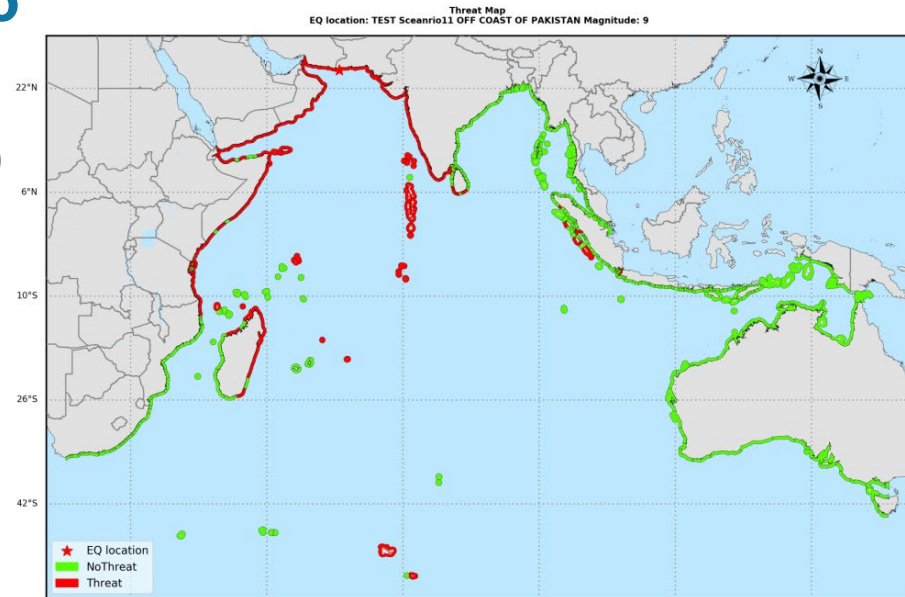 Threat Map
EQ location: TEST Sceanrio11 OFF COAST OF PAKISTAN Magnitude: 9
N
W E
S
22°N
6°N
10°S
26°S
42°S
EQ location
NoThreat
Threat